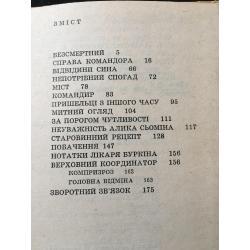 ЗМІСТ
БЕЗСМЕРТНИЙ 5
СПРАВА КОМАНДОРА 16
ВІДВІДИНИ СИНА 66
НЕПОТРІБНИЙ СПОГАД 72
МІСТ 78
КОМАНДИР 83
ПРИШЕЛЬЦІ З ІНШОГО ЧАСУ 95
МИТНИЙ ОГЛЯД 104
ЗА ПОРОГОМ ЧУТЛИВОСТІ 111
НЕУВАЖНІСТЬ АЛИКА СЬОМІНА 117
СТАРОВИННИЙ РЕЦЕПТ 128
ПОБАЧЕННЯ 147
НОТАТКИ ЛІКАРЯ БУРКІНА 156
ВЕРХОВНИЙ КООРДИНАТОР 156
КОМПІРИЗРОЗ 163
ГОЛОВНА ВІДМІНА 163
ЗВОРОТНИЙ ЗВ'ЯЗОК 175